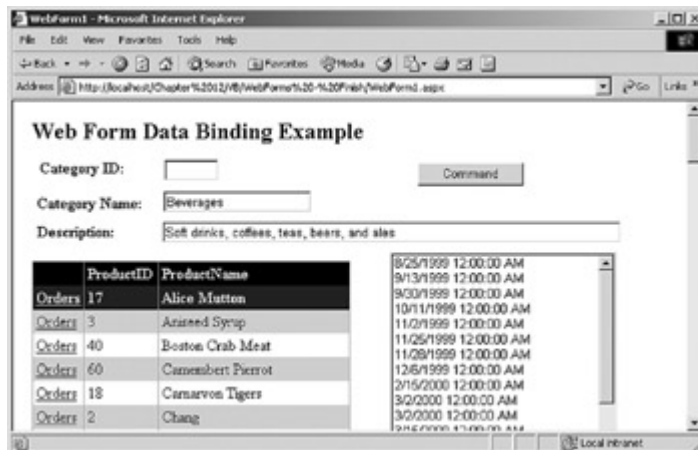 WebForm1 - Microsoft Internet Explorer
File Edit View Favorites Tools Help
Back Search Favorites Media
Address http://localhost/Chapter%2012/VB/WebForms%20-%20Finish/WebForm1.aspx Go Links
Web Form Data Binding Example
Category ID:
Command
Category Name: Beverages
Description: Soft drinks, coffees, teas, beers, and ales
ProductID ProductName
Orders 17 Alice Mutton
Orders 3 Aniseed Syrup
Orders 40 Boston Crab Meat
Orders 60 Camembert Pierrot
Orders 18 Carnarvon Tigers
Orders 2 Chang
8/25/1999 12:00:00 AM
9/13/1999 12:00:00 AM
9/30/1999 12:00:00 AM
10/11/1999 12:00:00 AM
11/2/1999 12:00:00 AM
11/25/1999 12:00:00 AM
11/28/1999 12:00:00 AM
12/6/1999 12:00:00 AM
2/15/2000 12:00:00 AM
3/2/2000 12:00:00 AM
3/2/2000 12:00:00 AM
Local intranet